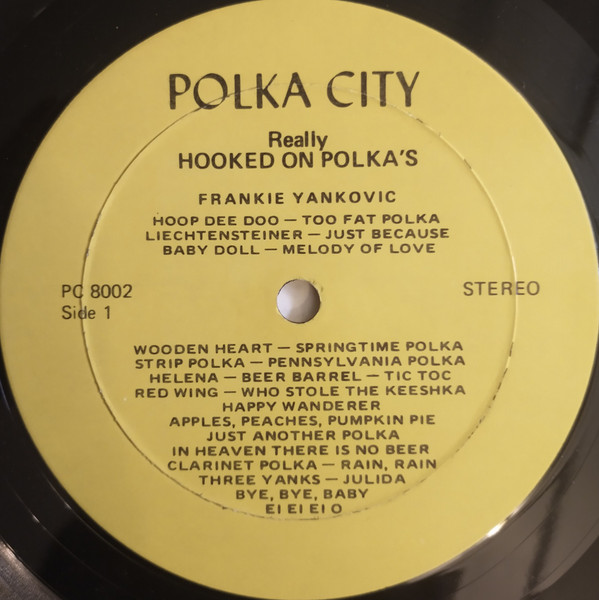 POLKA CITY
Really
HOOKED ON POLKA'S
FRANKIE YANKOVIC
HOOP DEE DOO — TOO FAT POLKA
LIECHTENSTEINER — JUST BECAUSE
BABY DOLL — MELODY OF LOVE
PC 8002
Side 1
STEREO
WOODEN HEART — SPRINGTIME POLKA
STRIP POLKA — PENNSYLVANIA POLKA
HELENA — BEER BARREL — TIC TOC
RED WING — WHO STOLE THE KEESHKA
HAPPY WANDERER
APPLES, PEACHES, PUMPKIN PIE
JUST ANOTHER POLKA
IN HEAVEN THERE IS NO BEER
CLARINET POLKA — RAIN, RAIN
THREE YANKS — JULIDA
BYE, BYE, BABY
EI EI EI O